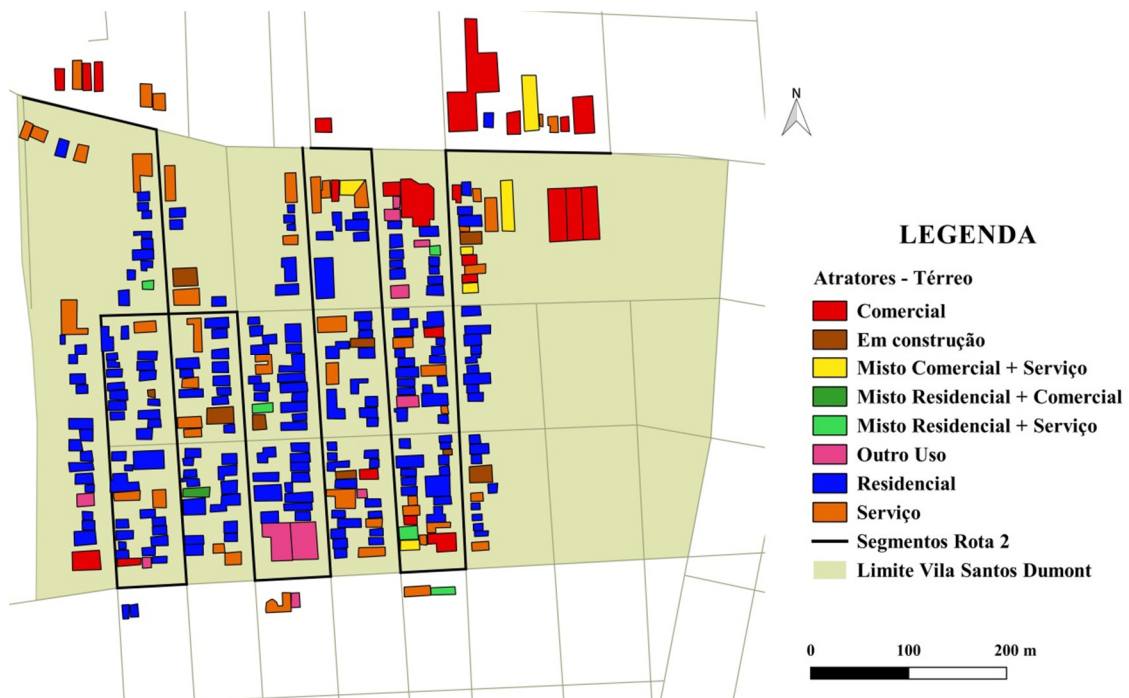 N
LEGENDA
Atratores - Térreo
Comercial
Em construção
Misto Comercial + Serviço
Misto Residencial + Comercial
Misto Residencial + Serviço
Outro Uso
Residencial
Serviço
Segmentos Rota 2
Limite Vila Santos Dumont
0 100 200 m